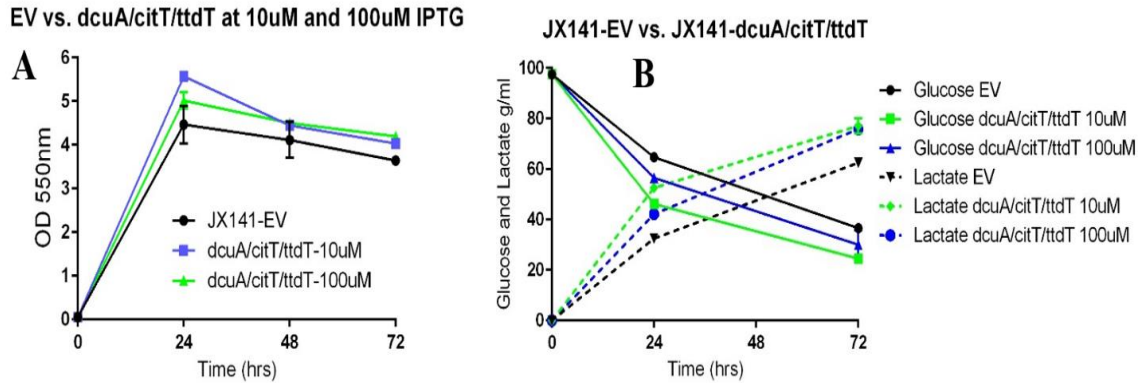 EV vs. dcuA/citT/ttdT at 10uM and 100uM IPTG
A
OD 550nm
6
5
4
3
2
1
0
JX141-EV
dcuA/citT/ttdT-10uM
dcuA/citT/ttdT-100uM
0 24 48 72
Time (hrs)
JX141-EV vs. JX141-dcuA/citT/ttdT
B
Glucose and Lactate g/ml
100
80
60
40
20
0
0 24 48 72
Time (hrs)
Glucose EV
Glucose dcuA/citT/ttdT 10uM
Glucose dcuA/citT/ttdT 100uM
Lactate EV
Lactate dcuA/citT/ttdT 10uM
Lactate dcuA/citT/ttdT 100uM